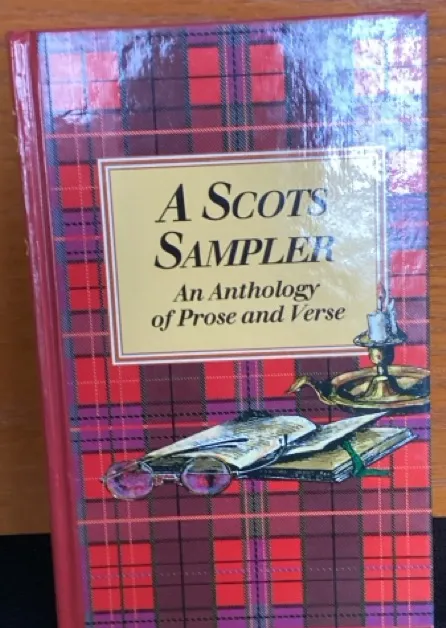 A SCOTS
SAMPLER
An Anthology
of Prose and Verse